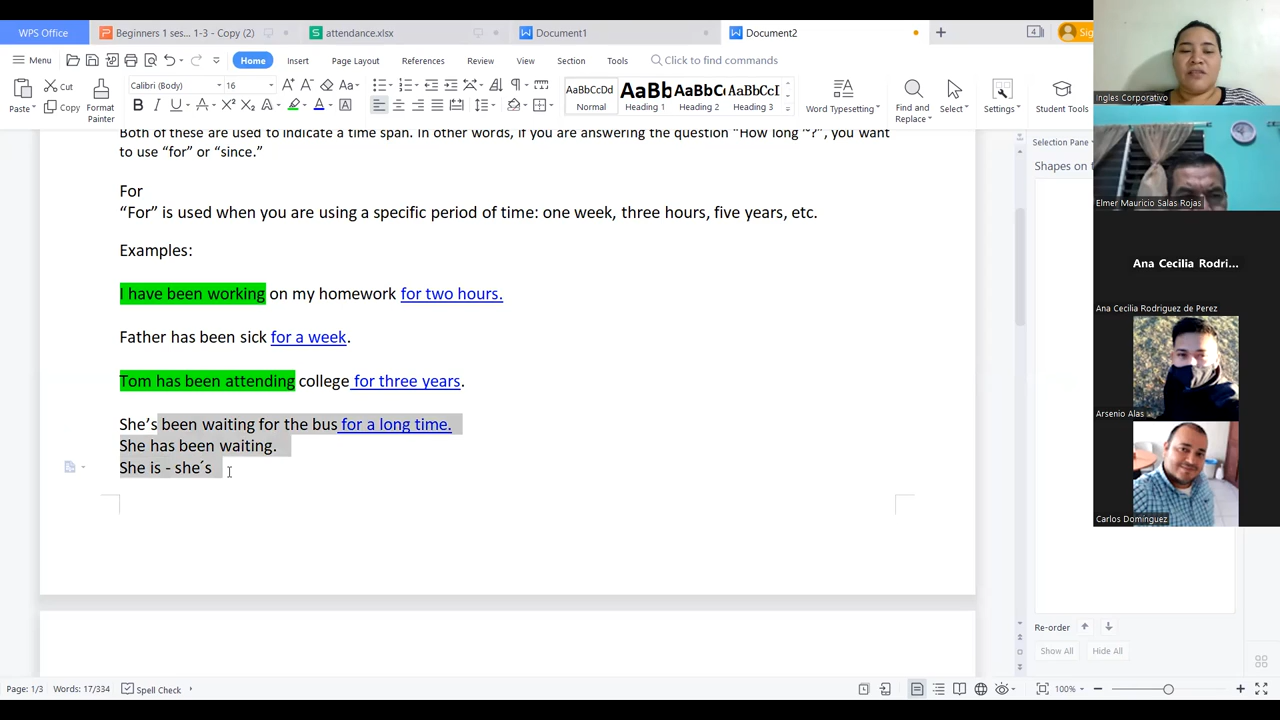 WPS Office
Beginners 1 ses... 1-3 - Copy (2)
attendance.xlsx
Document1
Document2
4
Menu
Home
Insert
Page Layout
References
Review
View
Section
Tools
Click to find commands
Paste
Cut
Copy
Format Painter
Calibri (Body)
16
AaBbCcDd
Normal
Heading 1
Heading 2
Heading 3
Word Typesetting
Find and Replace
Select
Settings
Student Tools
Both of these are used to indicate a time span. In other words, if you are answering the question “How long ~?”, you want
to use “for” or “since.”
For
“For” is used when you are using a specific period of time: one week, three hours, five years, etc.
Examples:
I have been working on my homework for two hours.
Father has been sick for a week.
Tom has been attending college for three years.
She’s been waiting for the bus for a long time.
She has been waiting.
She is - she´s
Selection Pane
Shapes on t
Re-order
Show All
Hide All
Ingles Corporativo
Elmer Mauricio Salas Rojas
Ana Cecilia Rodri...
Ana Cecilia Rodriguez de Perez
Arsenio Alas
Carlos Dominguez
Page: 1/3
Words: 17/334
Spell Check
100%